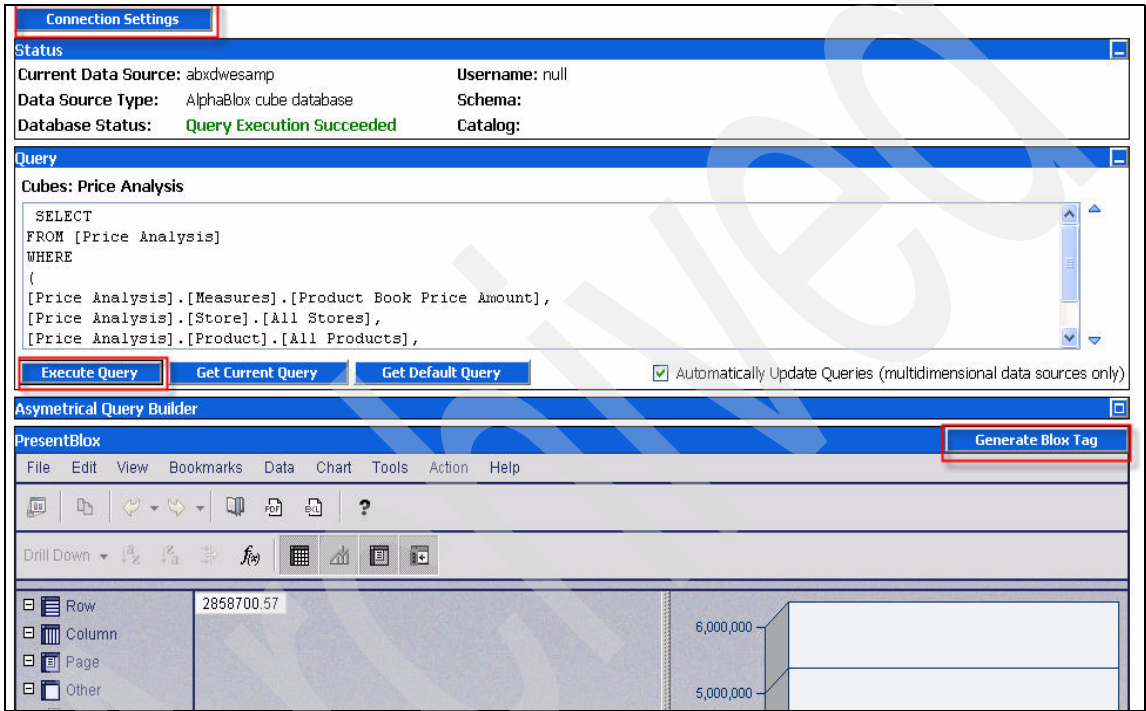 Connection Settings
Status
Current Data Source: abxdwesamp Username: null
Data Source Type: AlphaBlox cube database Schema:
Database Status: Query Execution Succeeded Catalog:
Query
Cubes: Price Analysis
SELECT
FROM [Price Analysis]
WHERE
(
[Price Analysis].[Measures].[Product Book Price Amount],
[Price Analysis].[Store].[All Stores],
[Price Analysis].[Product].[All Products],
Execute Query Get Current Query Get Default Query Automatically Update Queries (multidimensional data sources only)
Asymetrical Query Builder
PresentBlox Generate Blox Tag
File Edit View Bookmarks Data Chart Tools Action Help
PDF EXL ?
Drill Down a z z a f(x)
Row 2858700.57
6,000,000
Column
Page
Other 5,000,000